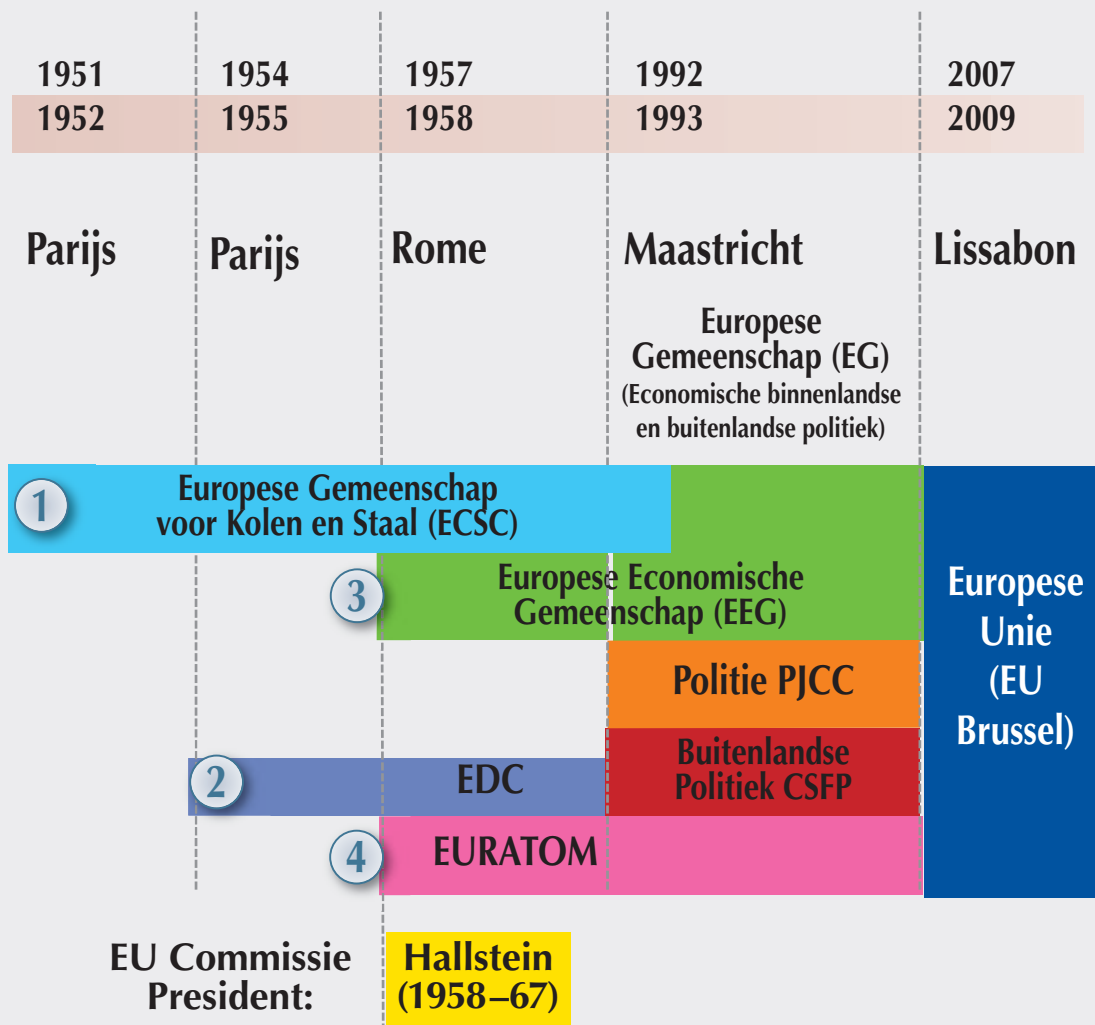 1951 1954 1957 1992 2007
1952 1955 1958 1993 2009
Parijs Parijs Rome Maastricht Lissabon
Europese
Gemeenschap (EG)
(Economische binnenlandse
en buitenlandse politiek)
1
Europese Gemeenschap
voor Kolen en Staal (ECSC)
3
Europese Economische
Gemeenschap (EEG)
Politie PJCC
2
EDC
Buitenlandse
Politiek CSFP
4
EURATOM
Europese
Unie
(EU
Brussel)
EU Commissie
President:
Hallstein
(1958–67)